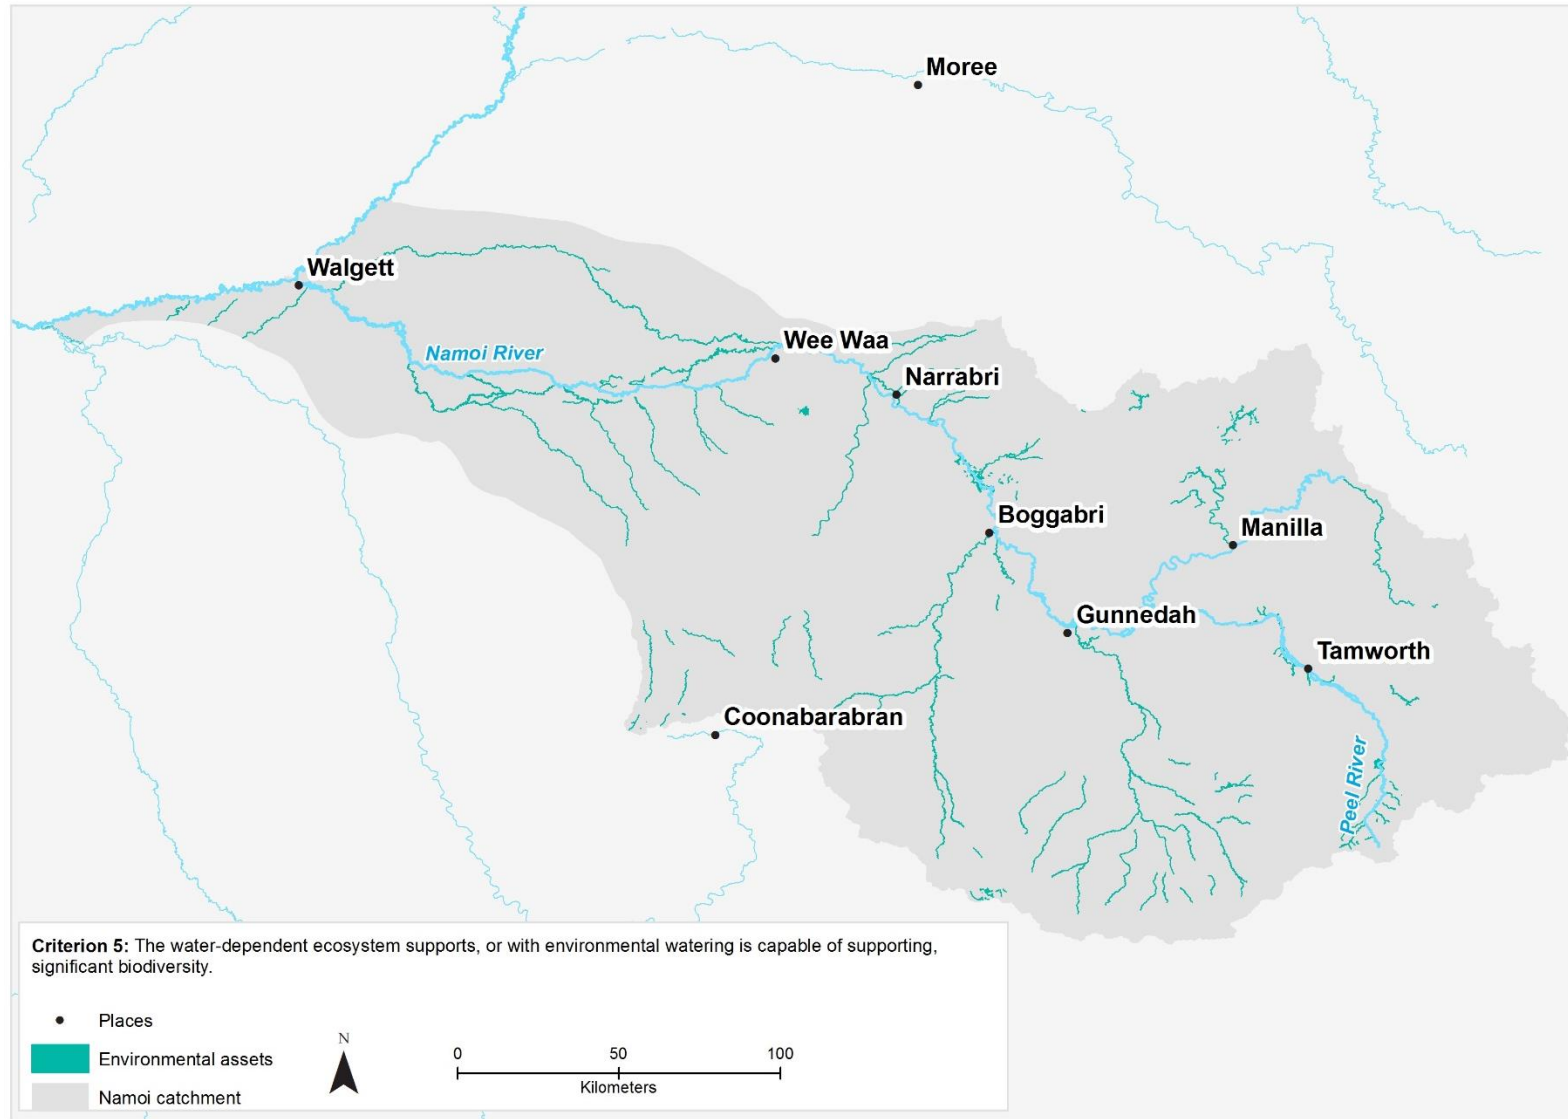 Moree
Walgett
Namoi River
Wee Waa
Narrabri
Boggabri
Manilla
Gunnedah
Tamworth
Coonabarabran
Peel River
Criterion 5: The water-dependent ecosystem supports, or with environmental watering is capable of supporting,
significant biodiversity.
Places
Environmental assets
Namoi catchment
N
0 50 100
Kilometers